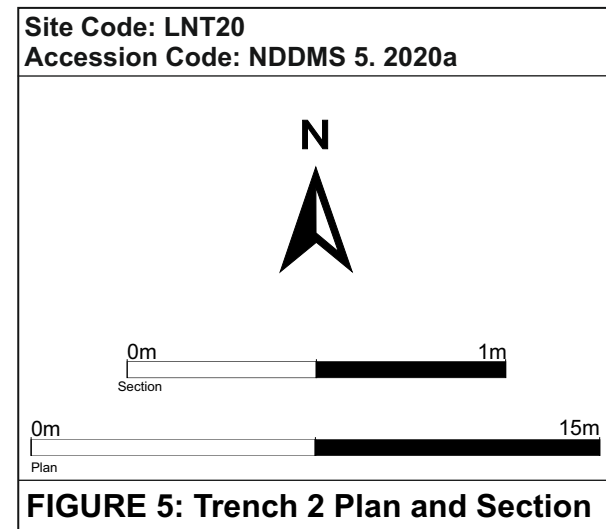 Site Code: LNT20
Accession Code: NDDMS 5. 2020a
N
0m 1m
Section
0m 15m
Plan
FIGURE 5: Trench 2 Plan and Section